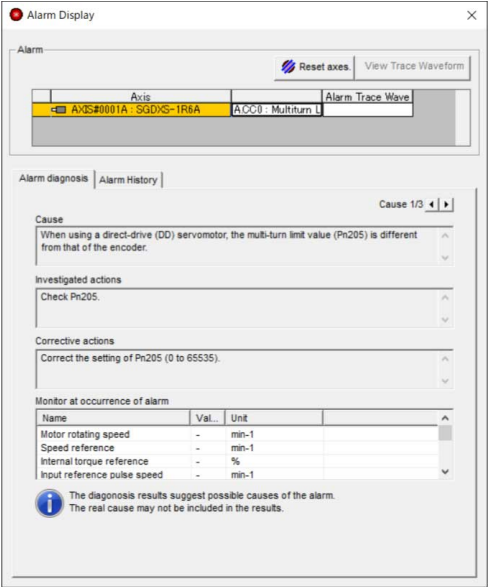 Alarm Display
Alarm
Reset axes.
View Trace Waveform
Axis
Alarm Trace Wave
AXIS#0001A : SGDXS-1R6A
A.CC0 : Multiturn L
Alarm diagnosis
Alarm History
Cause 1/3
Cause
When using a direct-drive (DD) servomotor, the multi-turn limit value (Pn205) is different
from that of the encoder.
Investigated actions
Check Pn205.
Corrective actions
Correct the setting of Pn205 (0 to 65535).
Monitor at occurrence of alarm
Name Val... Unit
Motor rotating speed - min-1
Speed reference - min-1
Internal torque reference - %
Input reference pulse speed - min-1
The diagonosis results suggest possible causes of the alarm.
The real cause may not be included in the results.